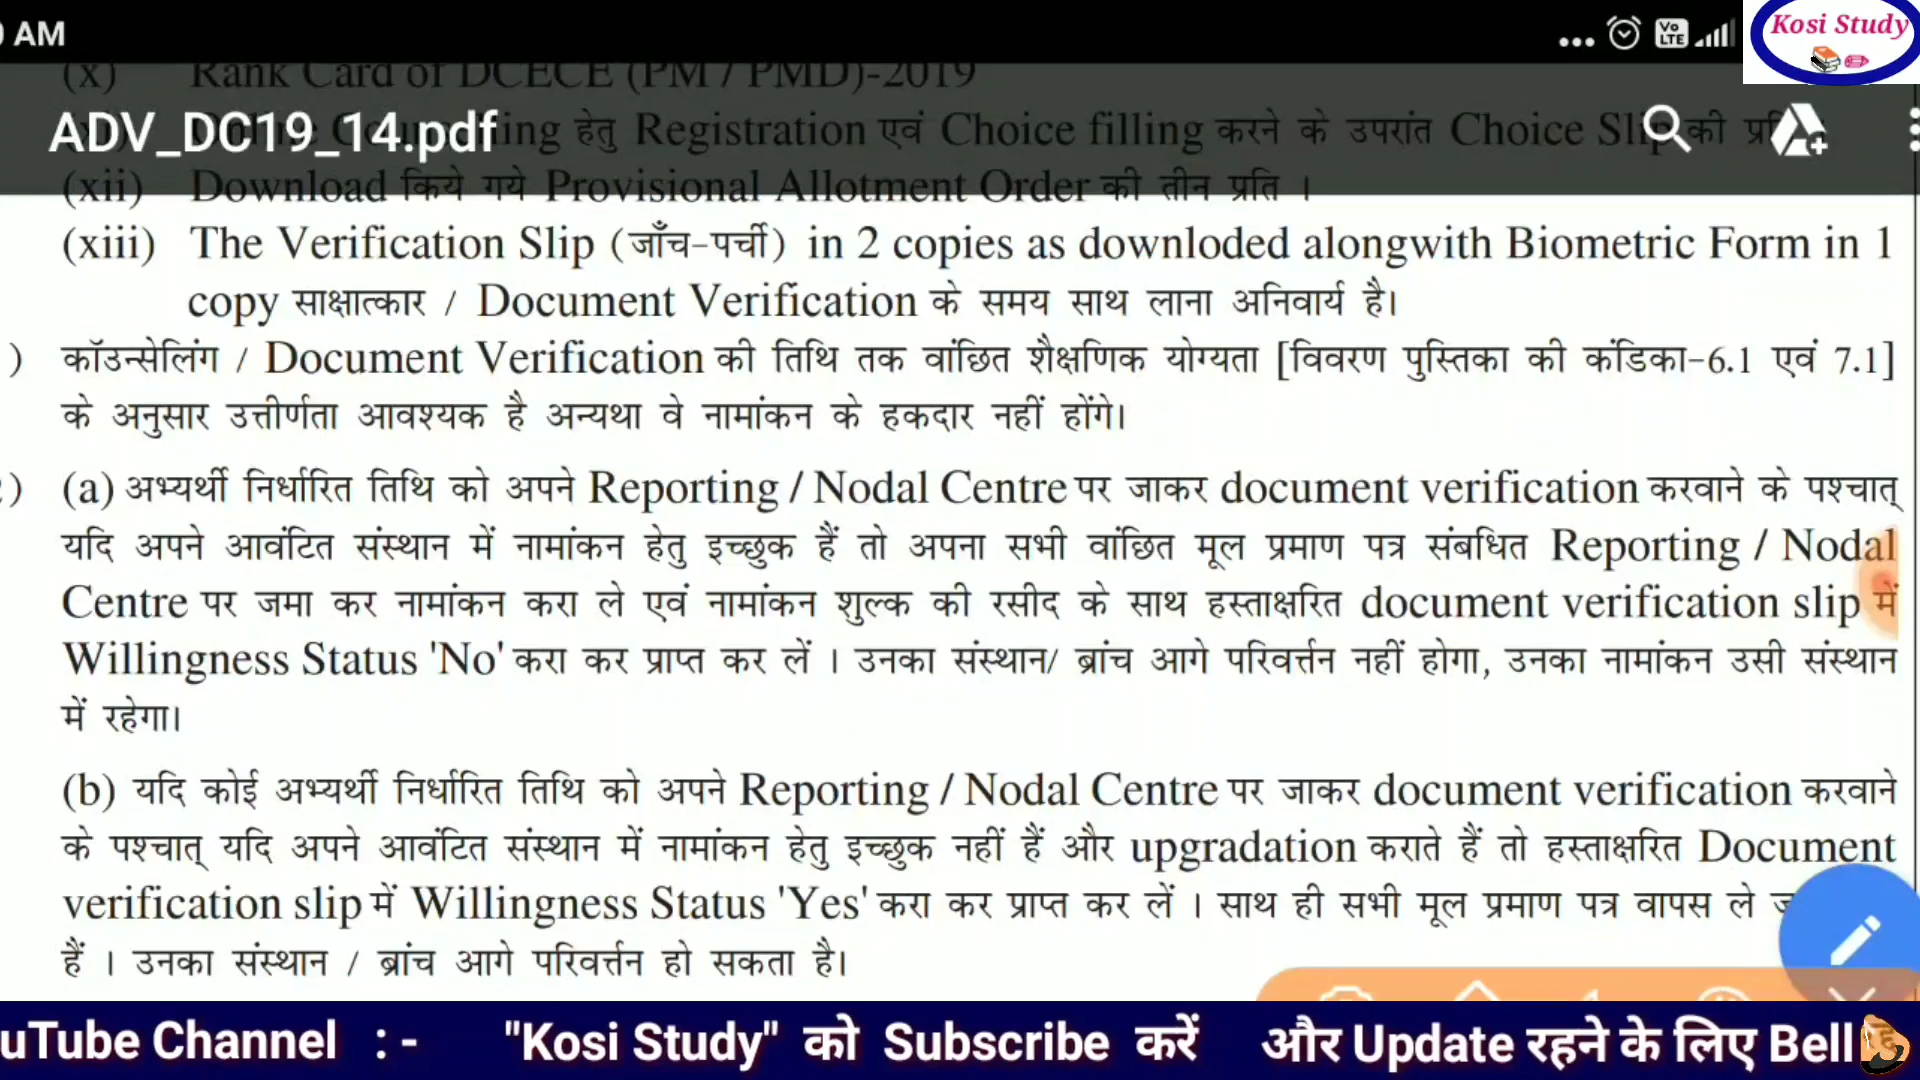 AM
Kosi Study
(x) Rank Card of DCECE (PM / PMD)-2019
ADV_DC19_14.pdf
ing हेतु Registration एवं Choice filling करने के उपरांत Choice Slip की
(xii) Download किये गये Provisional Allotment Order की तीन प्रति ।
(xiii) The Verification Slip (जाँच-पर्ची) in 2 copies as downloded alongwith Biometric Form in 1
copy साक्षात्कार / Document Verification के समय साथ लाना अनिवार्य है।
) कॉउन्सेलिंग / Document Verification की तिथि तक वांछित शैक्षणिक योग्यता [विवरण पुस्तिका की कंडिका-6.1 एवं 7.1]
के अनुसार उत्तीर्णता आवश्यक है अन्यथा वे नामांकन के हकदार नहीं होंगे।
) (a) अभ्यर्थी निर्धारित तिथि को अपने Reporting / Nodal Centre पर जाकर document verification करवाने के पश्चात्
यदि अपने आवंटित संस्थान में नामांकन हेतु इच्छुक हैं तो अपना सभी वांछित मूल प्रमाण पत्र संबधित Reporting / Nodal
Centre पर जमा कर नामांकन करा ले एवं नामांकन शुल्क की रसीद के साथ हस्ताक्षरित document verification slip में
Willingness Status 'No' करा कर प्राप्त कर लें । उनका संस्थान/ ब्रांच आगे परिवर्त्तन नहीं होगा, उनका नामांकन उसी संस्थान
में रहेगा।
(b) यदि कोई अभ्यर्थी निर्धारित तिथि को अपने Reporting / Nodal Centre पर जाकर document verification करवाने
के पश्चात् यदि अपने आवंटित संस्थान में नामांकन हेतु इच्छुक नहीं हैं और upgradation कराते हैं तो हस्ताक्षरित Document
verification slip में Willingness Status 'Yes' करा कर प्राप्त कर लें । साथ ही सभी मूल प्रमाण पत्र वापस ले
हैं । उनका संस्थान / ब्रांच आगे परिवर्त्तन हो सकता है।
uTube Channel : - "Kosi Study" को Subscribe करें और Update रहने के लिए Bell